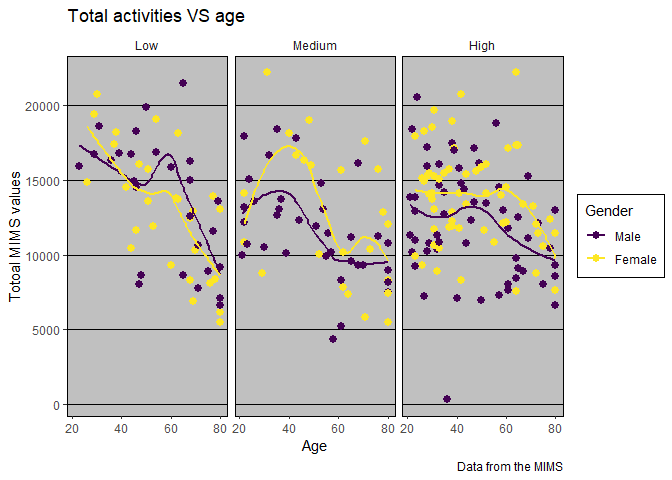 Total activities VS age
Low Medium High
20000
15000
10000
5000
0
Totoal MIMS values
20 40 60 80 20 40 60 80 20 40 60 80
Age
Gender
Male
Female
Data from the MIMS